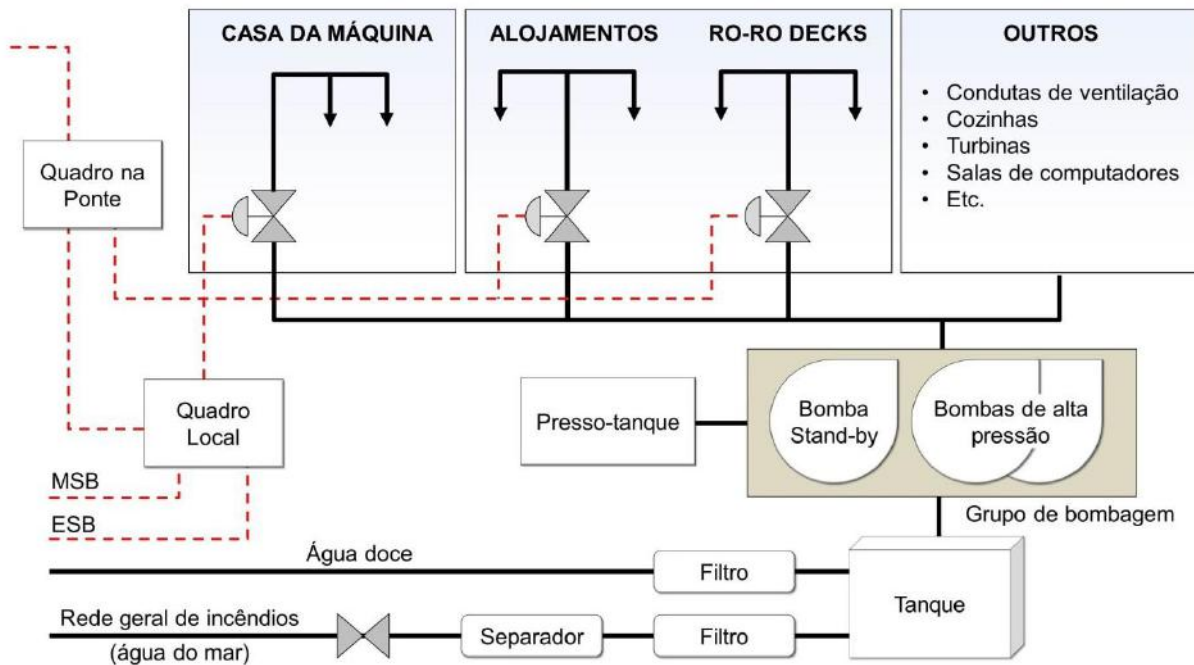 CASA DA MÁQUINA
ALOJAMENTOS
RO-RO DECKS
OUTROS
• Condutas de ventilação
• Cozinhas
• Turbinas
• Salas de computadores
• Etc.
Quadro na
Ponte
Quadro
Local
MSB
ESB
Presso-tanque
Bomba
Stand-by
Bombas de alta
pressão
Grupo de bombagem
Água doce
Filtro
Tanque
Rede geral de incêndios
(água do mar)
Separador
Filtro